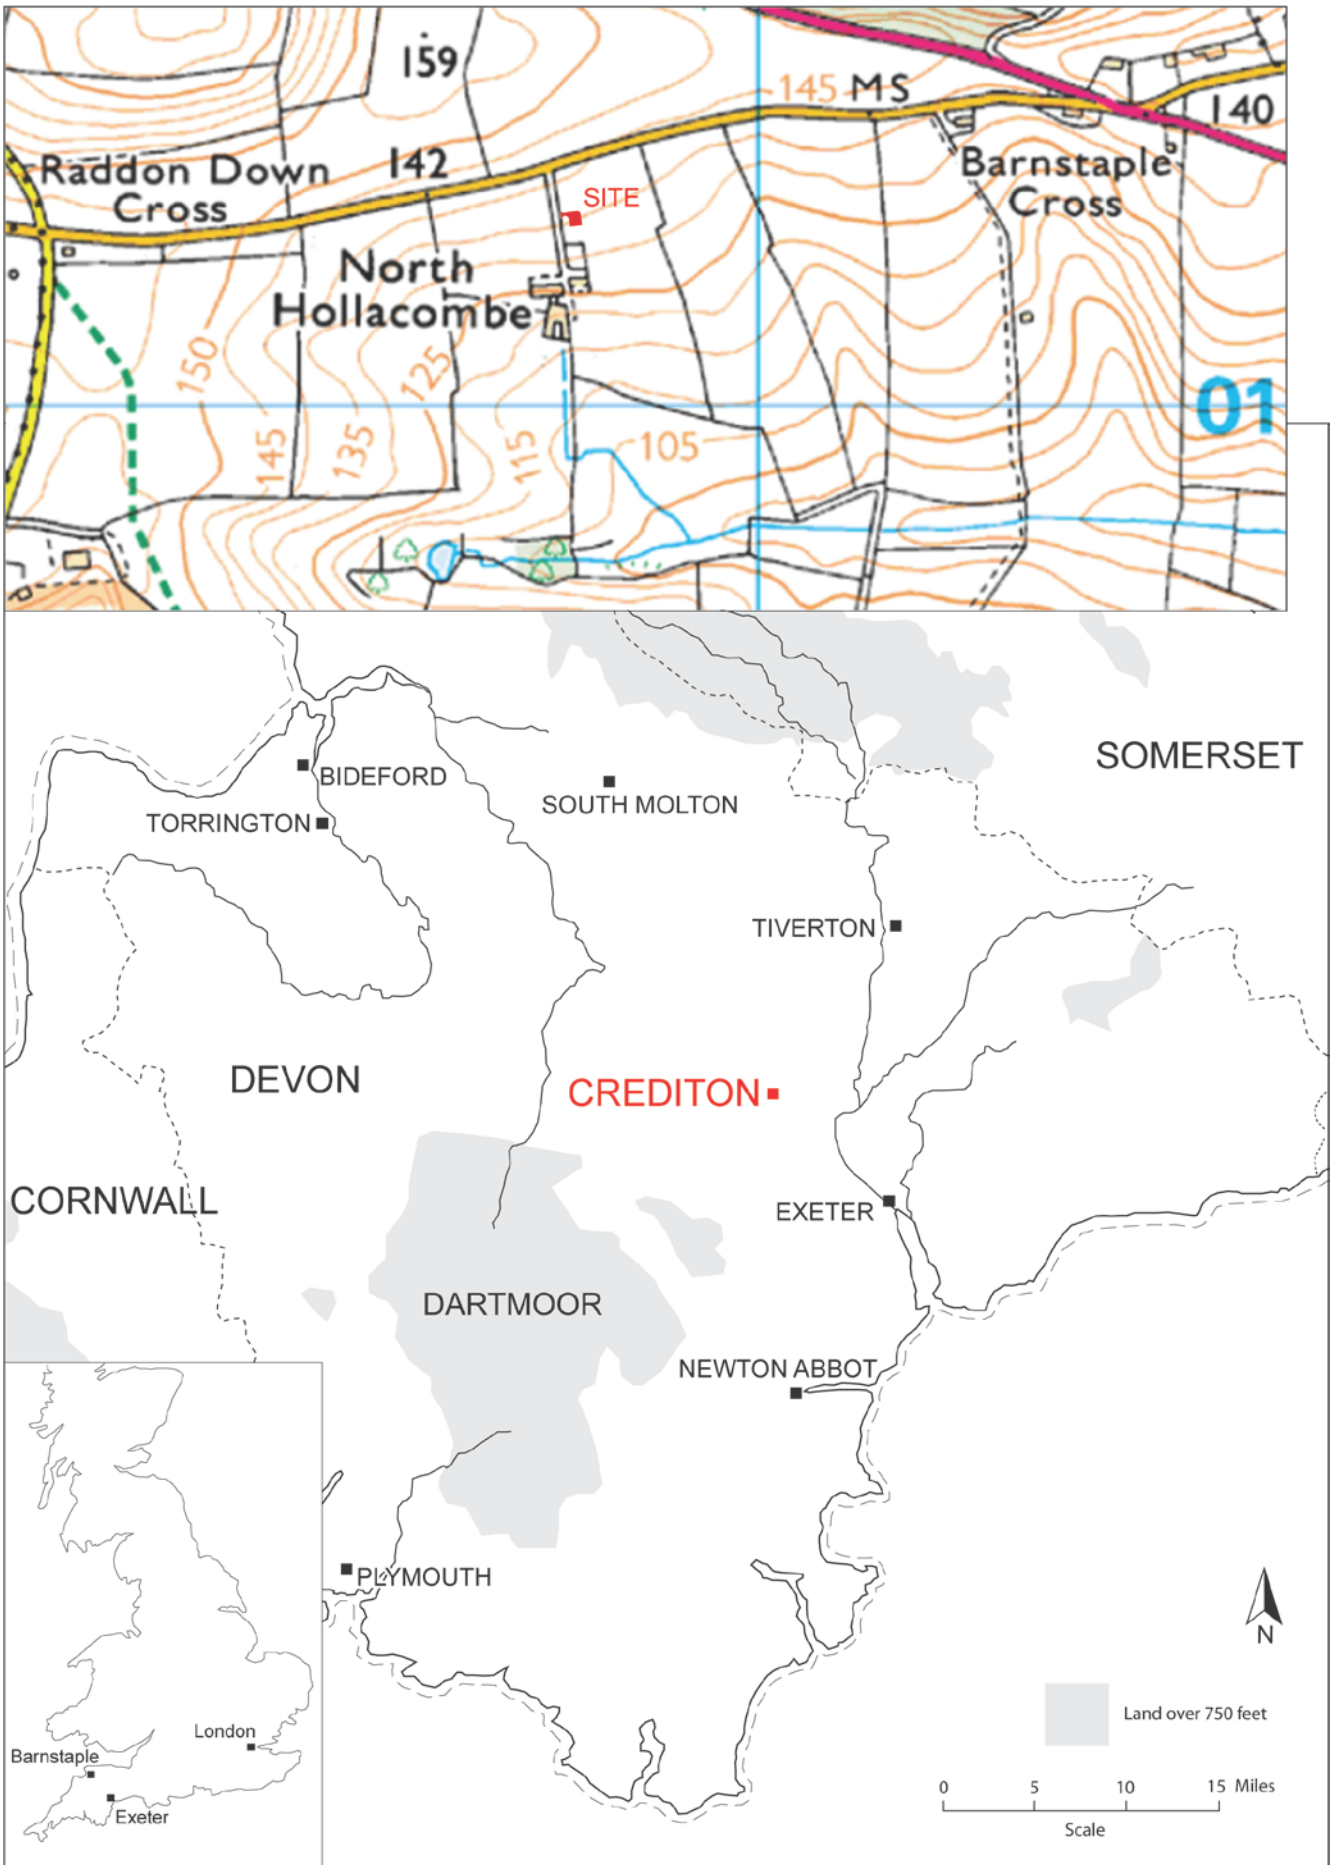 159
145 MS
140
Raddon Down
Cross
142
Barnstaple
Cross
SITE
North
Hollacombe
150
125
01
145
135
115
105
SOMERSET
BIDEFORD
SOUTH MOLTON
TORRINGTON
TIVERTON
DEVON
CREDITON
CORNWALL
EXETER
DARTMOOR
NEWTON ABBOT
PLYMOUTH
N
London
Barnstaple
Exeter
Land over 750 feet
0 5 10 15 Miles
Scale